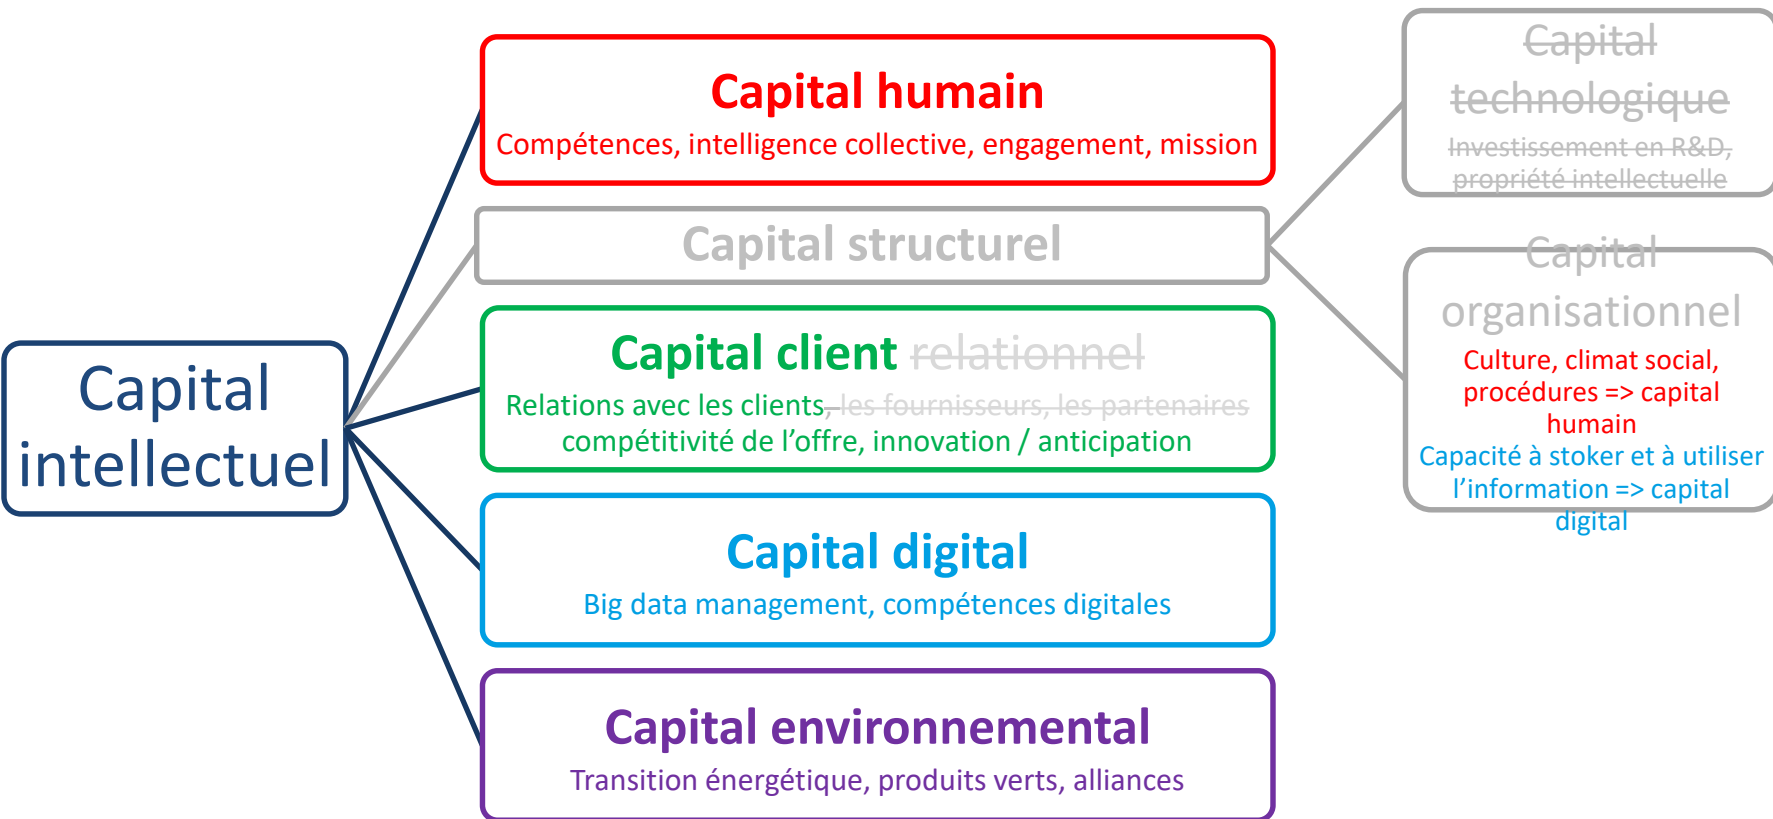 Capital humain
Compétences, intelligence collective, engagement, mission
Capital structurel
Capital client relationnel
Relations avec les clients, les fournisseurs, les partenaires
compétitivité de l’offre, innovation / anticipation
Capital digital
Big data management, compétences digitales
Capital environnemental
Transition énergétique, produits verts, alliances
Capital
intellectuel
Capital
technologique
Investissement en R&D,
propriété intellectuelle
Capital
organisationnel
Culture, climat social,
procédures => capital
humain
Capacité à stoker et à utiliser
l’information => capital
digital